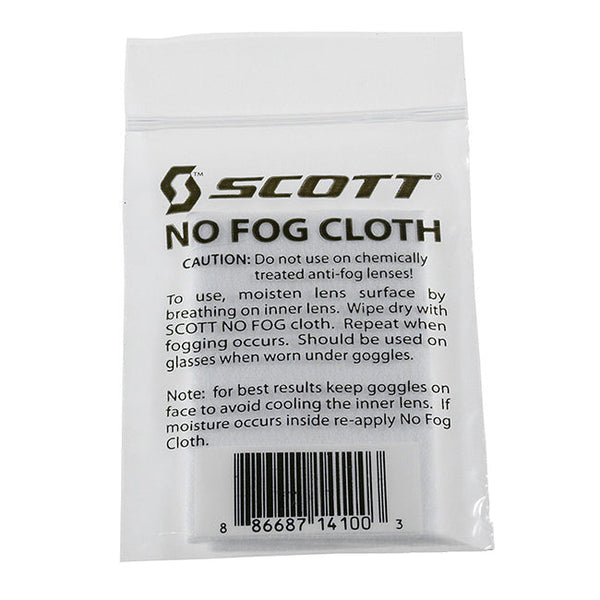 SCOTT®
NO FOG CLOTH
CAUTION: Do not use on chemically
treated anti-fog lenses!
To use, moisten lens surface by
breathing on inner lens. Wipe dry with
SCOTT NO FOG cloth. Repeat when
fogging occurs. Should be used on
glasses when worn under goggles.
Note: for best results keep goggles on
face to avoid cooling the inner lens. If
moisture occurs inside re-apply No Fog
Cloth.
8 86687 14100 3